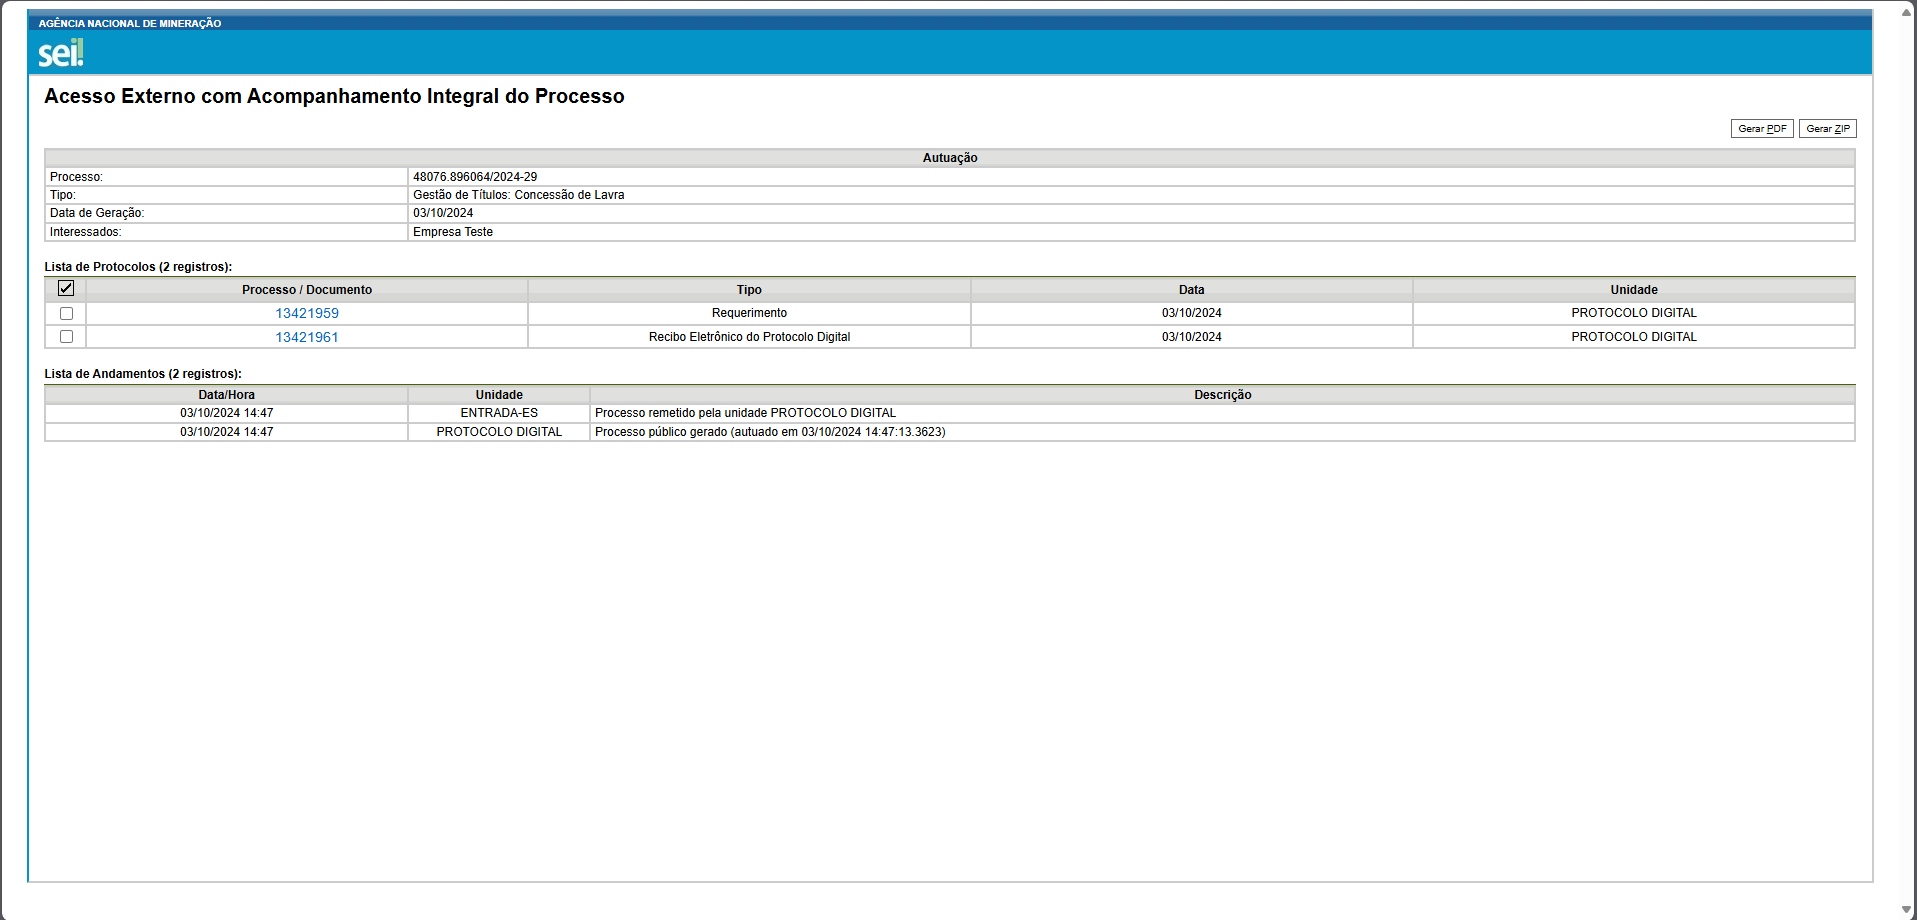 AGÊNCIA NACIONAL DE MINERAÇÃO
sei!
Acesso Externo com Acompanhamento Integral do Processo
Gerar PDF Gerar ZIP
Autuação
Processo: 48076.896064/2024-29
Tipo: Gestão de Títulos: Concessão de Lavra
Data de Geração: 03/10/2024
Interessados: Empresa Teste
Lista de Protocolos (2 registros):
Processo / Documento Tipo Data Unidade
13421959 Requerimento 03/10/2024 PROTOCOLO DIGITAL
13421961 Recibo Eletrônico do Protocolo Digital 03/10/2024 PROTOCOLO DIGITAL
Lista de Andamentos (2 registros):
Data/Hora Unidade Descrição
03/10/2024 14:47 ENTRADA-ES Processo remetido pela unidade PROTOCOLO DIGITAL
03/10/2024 14:47 PROTOCOLO DIGITAL Processo público gerado (autuado em 03/10/2024 14:47:13.3623)